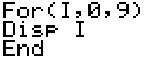 For(I,0,9)
Disp I
End